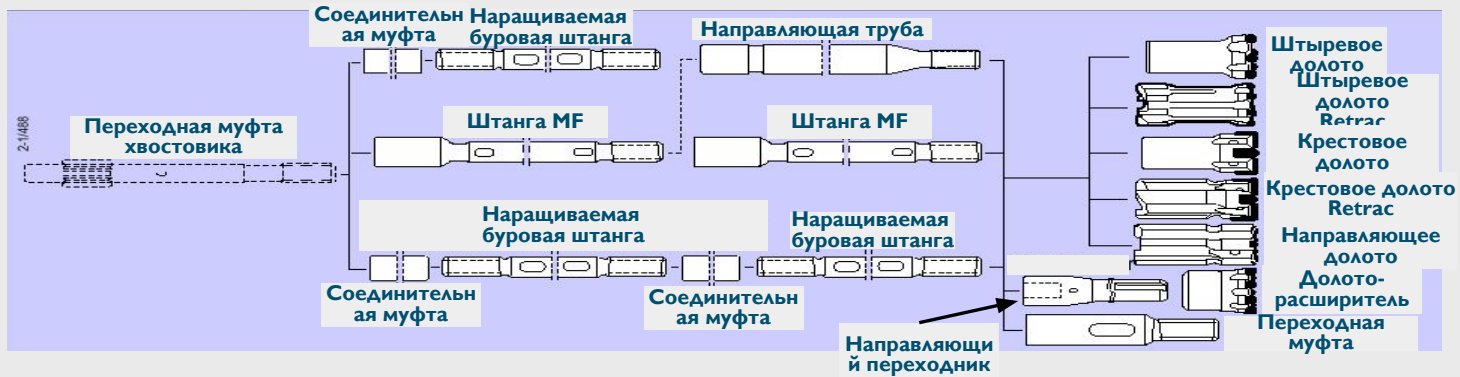 Соединительн
ая муфта
Наращиваемая
буровая штанга
Направляющая труба
Штыревое
долото
Штыревое
долото
Retrac
2-1/488
Переходная муфта
хвостовика
Штанга MF
Штанга MF
Крестовое
долото
Крестовое долото
Retrac
Наращиваемая
буровая штанга
Наращиваемая
буровая штанга
Направляющее
долото
Соединительн
ая муфта
Соединительн
ая муфта
Долото-
расширитель
Направляющи
й переходник
Переходная
муфта